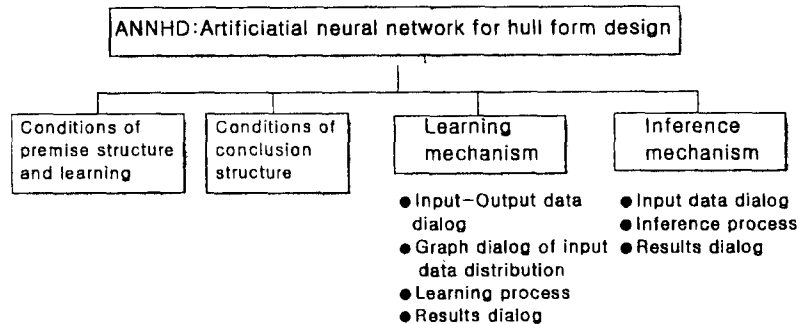 ANNHD:Artificiatial neural network for hull form design
Conditions of
premise structure
and learning
Conditions of
conclusion
structure
Learning
mechanism
Inference
mechanism
●Input-Output data
dialog
●Graph dialog of input
data distribution
●Learning process
●Results dialog
●Input data dialog
●Inference process
●Results dialog